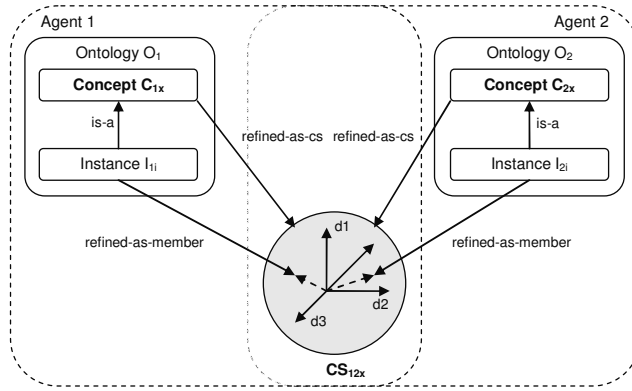 Agent 1
Agent 2
Ontology O1
Ontology O2
Concept C1x
Concept C2x
is-a
refined-as-cs
refined-as-cs
is-a
Instance I1i
Instance I2i
d1
refined-as-member
refined-as-member
d2
d3
CS12x